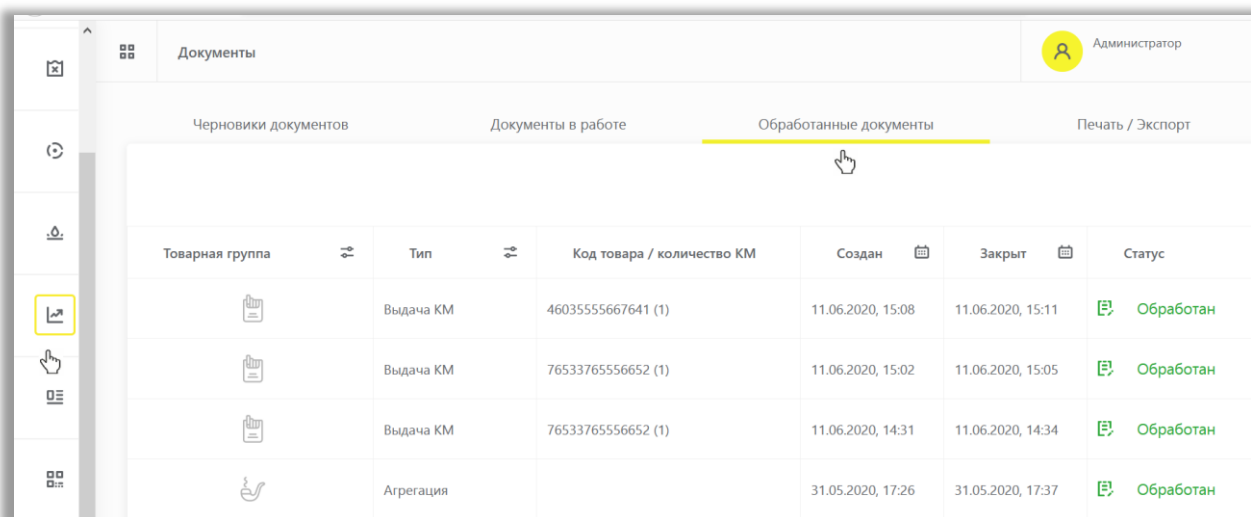 Документы
Администратор
Черновики документов Документы в работе Обработанные документы Печать / Экспорт
Товарная группа Тип Код товара / количество КМ Создан Закрыт Статус
Выдача КМ 46035555667641 (1) 11.06.2020, 15:08 11.06.2020, 15:11 Обработан
Выдача КМ 76533765556652 (1) 11.06.2020, 15:02 11.06.2020, 15:05 Обработан
Выдача КМ 76533765556652 (1) 11.06.2020, 14:31 11.06.2020, 14:34 Обработан
Агрегация 31.05.2020, 17:26 31.05.2020, 17:37 Обработан